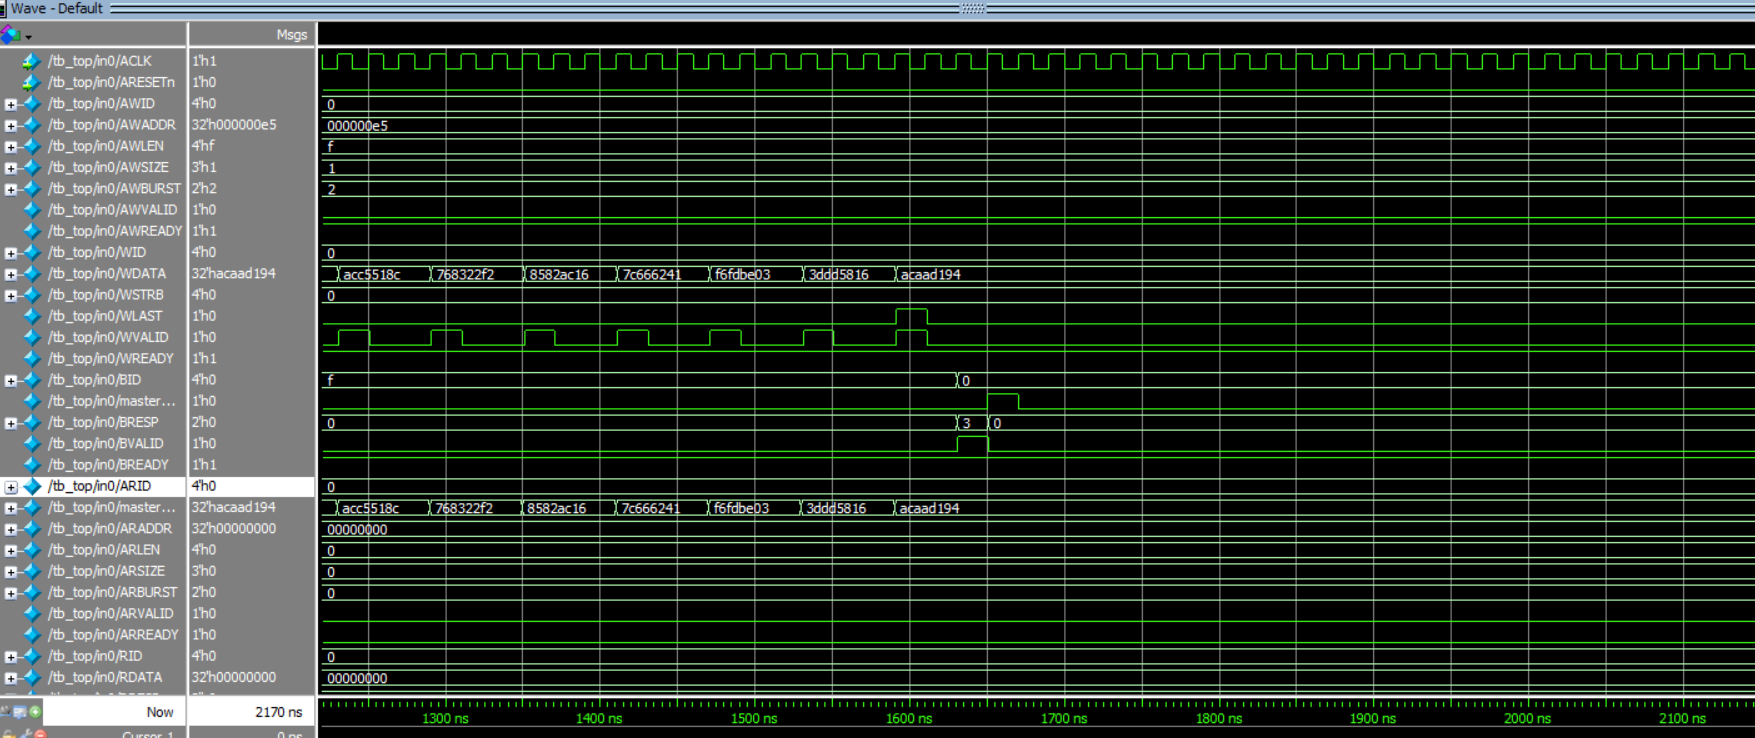 Wave - Default
Msgs
/tb_top/in0/ACLK 1'h1
/tb_top/in0/ARESETn 1'h0
/tb_top/in0/AWID 4'h0 0
/tb_top/in0/AWADDR 32'h000000e5 000000e5
/tb_top/in0/AWLEN 4'hf f
/tb_top/in0/AWSIZE 3'h1 1
/tb_top/in0/AWBURST 2'h2 2
/tb_top/in0/AWVALID 1'h0
/tb_top/in0/AWREADY 1'h1
/tb_top/in0/WID 4'h0 0
/tb_top/in0/WDATA 32'hacaad194 acc5518c 768322f2 8582ac16 7c666241 f6fdbe03 3ddd5816 acaad194
/tb_top/in0/WSTRB 4'h0 0
/tb_top/in0/WLAST 1'h0
/tb_top/in0/WVALID 1'h0
/tb_top/in0/WREADY 1'h1
/tb_top/in0/BID 4'h0 f 0
/tb_top/in0/master... 1'h0
/tb_top/in0/BRESP 2'h0 0 3 0
/tb_top/in0/BVALID 1'h0
/tb_top/in0/BREADY 1'h1
/tb_top/in0/ARID 4'h0 0
/tb_top/in0/master... 32'hacaad194 acc5518c 768322f2 8582ac16 7c666241 f6fdbe03 3ddd5816 acaad194
/tb_top/in0/ARADDR 32'h00000000 00000000
/tb_top/in0/ARLEN 4'h0 0
/tb_top/in0/ARSIZE 3'h0 0
/tb_top/in0/ARBURST 2'h0 0
/tb_top/in0/ARVALID 1'h0
/tb_top/in0/ARREADY 1'h0
/tb_top/in0/RID 4'h0 0
/tb_top/in0/RDATA 32'h00000000 00000000
Now 2170 ns 1300 ns 1400 ns 1500 ns 1600 ns 1700 ns 1800 ns 1900 ns 2000 ns 2100 ns
Cursor 1 0 ns